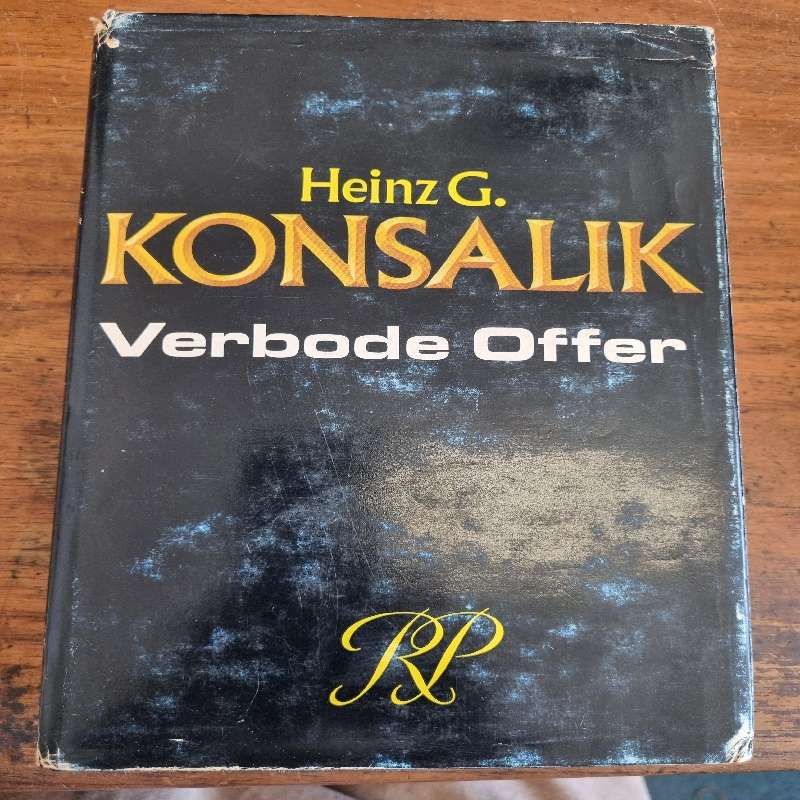 Heinz G.
KONSALIK
Verbode Offer
RP